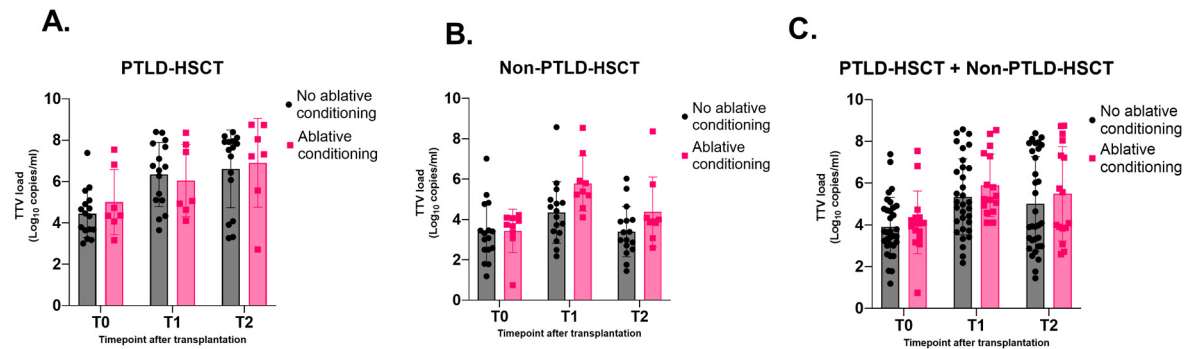 A.
PTLD-HSCT
No ablative
conditioning
Ablative
conditioning
TTV load
(Log10 copies/ml)
10
8
6
4
2
0
T0 T1 T2
Timepoint after transplantation
B.
Non-PTLD-HSCT
No ablative
conditioning
Ablative
conditioning
TTV load
(Log10 copies/ml)
10
8
6
4
2
0
T0 T1 T2
Timepoint after transplantation
C.
PTLD-HSCT + Non-PTLD-HSCT
No ablative
conditioning
Ablative
conditioning
TTV load
(Log10 copies/ml)
10
8
6
4
2
0
T0 T1 T2
Timepoint after transplantation